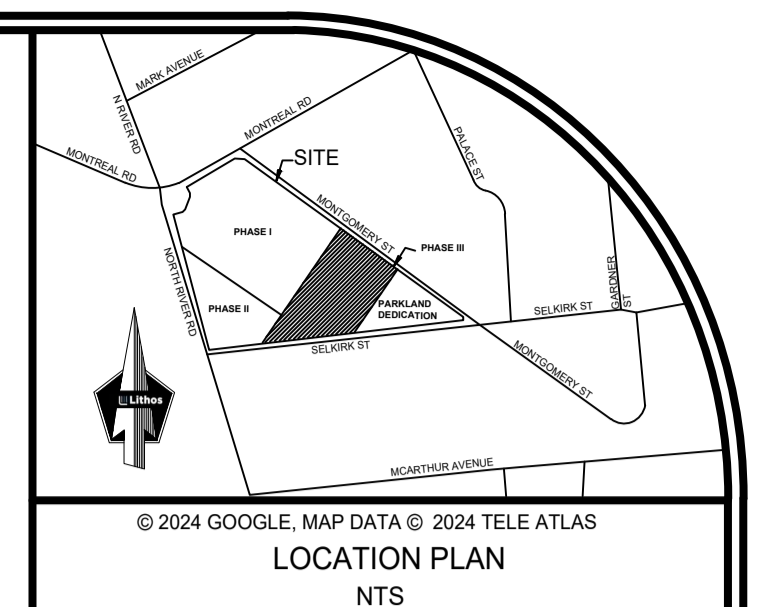 MARK AVENUE
N RIVER RD
MONTREAL RD
MONTREAL RD
PALACE ST
SITE
MONTGOMERY ST
PHASE I
PHASE III
NORTH RIVER RD
GARDNER
ST
PHASE II
PARKLAND
DEDICATION
SELKIRK ST
SELKIRK ST
MONTGOMERY ST
Lithos
MCARTHUR AVENUE
© 2024 GOOGLE, MAP DATA © 2024 TELE ATLAS
LOCATION PLAN
NTS